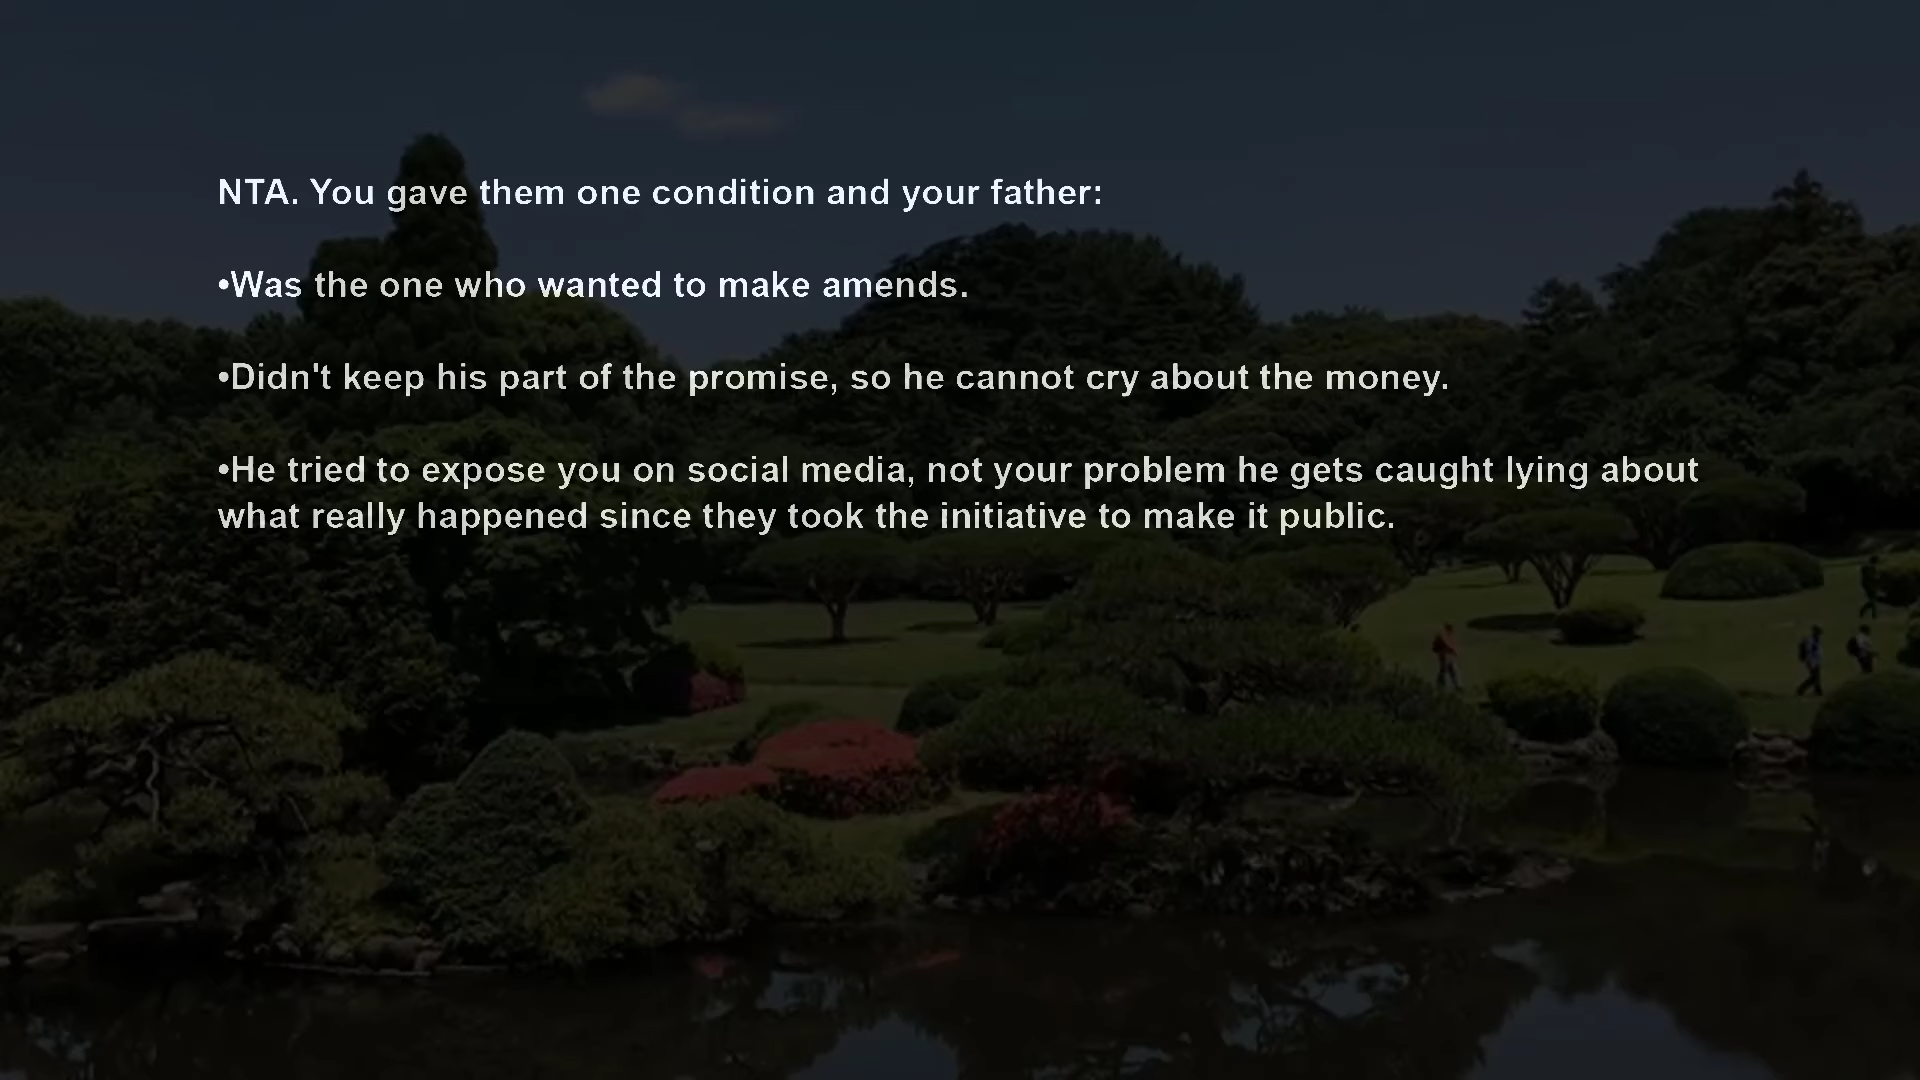 NTA. You gave them one condition and your father:
•Was the one who wanted to make amends.
•Didn't keep his part of the promise, so he cannot cry about the money.
•He tried to expose you on social media, not your problem he gets caught lying about
what really happened since they took the initiative to make it public.